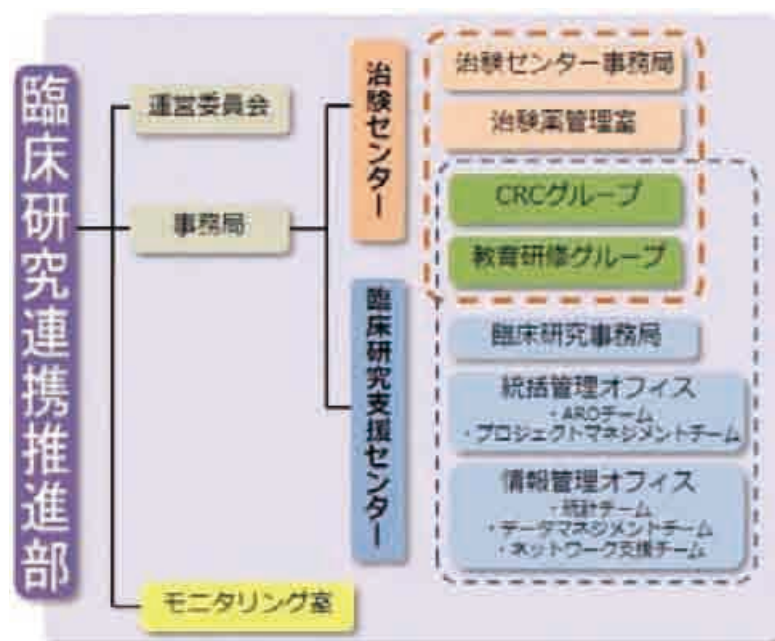 臨床研究連携推進部
運営委員会
事務局
モニタリング室
治験センター
治験センター事務局
治験薬管理室
CRCグループ
教育研修グループ
臨床研究支援センター
臨床研究事務局
統括管理オフィス
・AROチーム
・プロジェクトマネジメントチーム
情報管理オフィス
・統計チーム
・データマネジメントチーム
・ネットワーク支援チーム